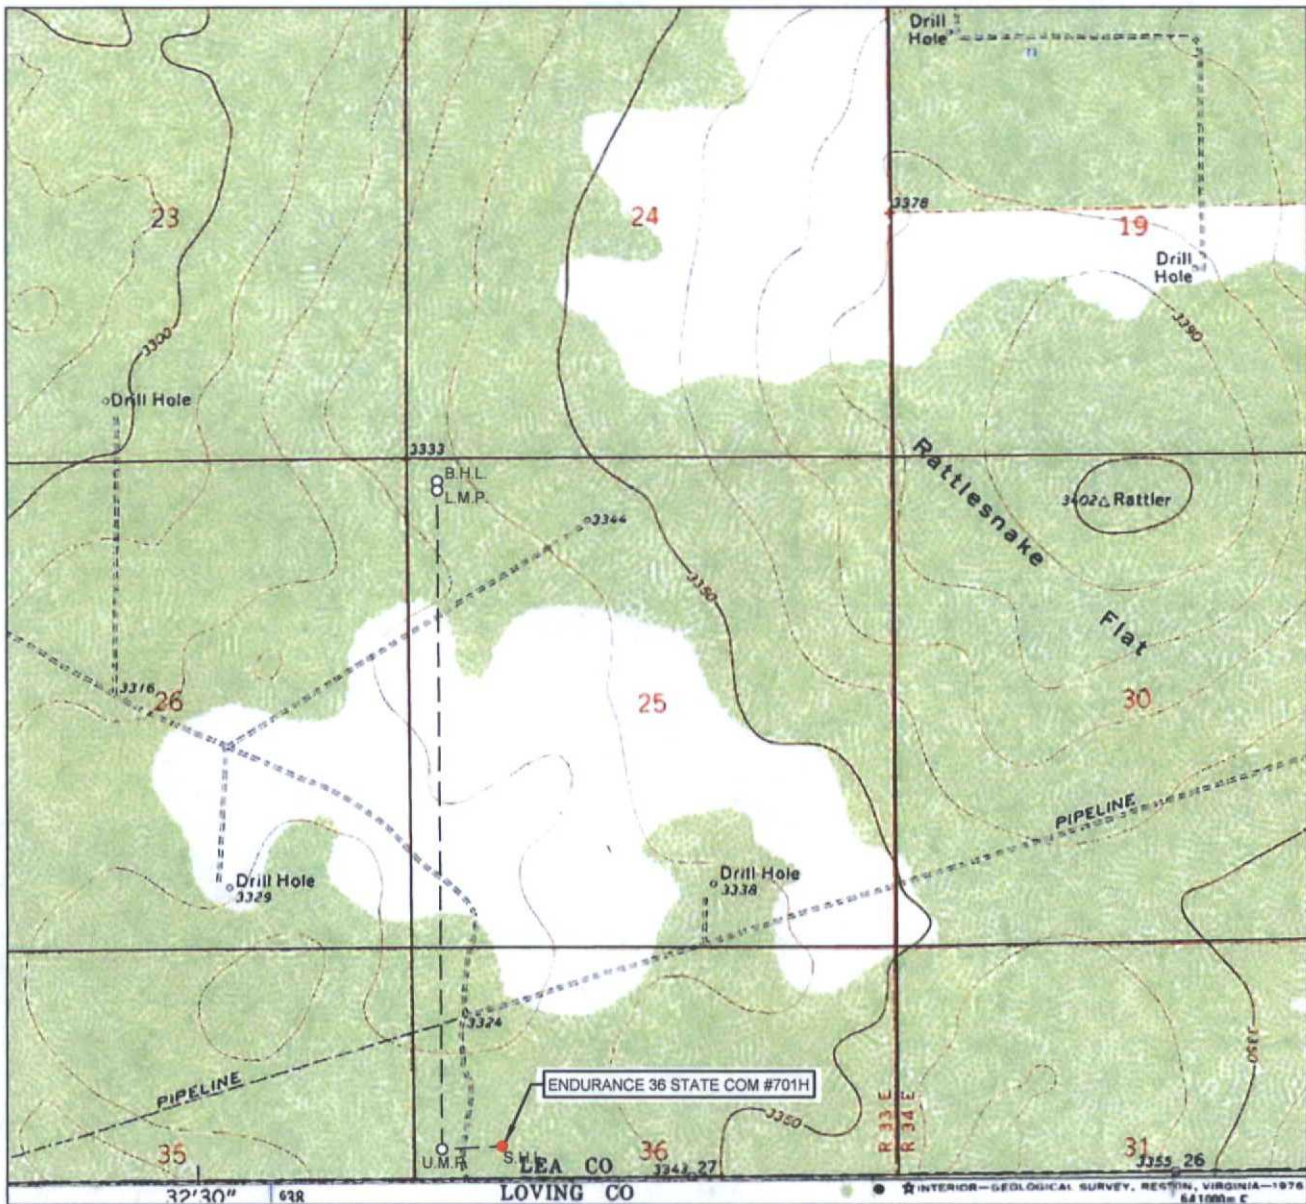 Drill
Hole
23
24
3378
19
Drill
Hole
3300
3390
Drill Hole
3333
B.H.L.
L.M.P.
Rattlesnake
Flat
3402 Rattler
3344
3350
3316
26
25
30
PIPELINE
Drill Hole
3329
Drill Hole
3338
3324
PIPELINE
ENDURANCE 36 STATE COM #701H
3350
R 33 E
R 34 E
3350
35
U.M.P.
S.H.L.
LEA CO
36
3343
27
31
3355
26
32'30"
638
LOVING CO
INTERIOR—GEOLOGICAL SURVEY, RESTON, VIRGINIA—1976